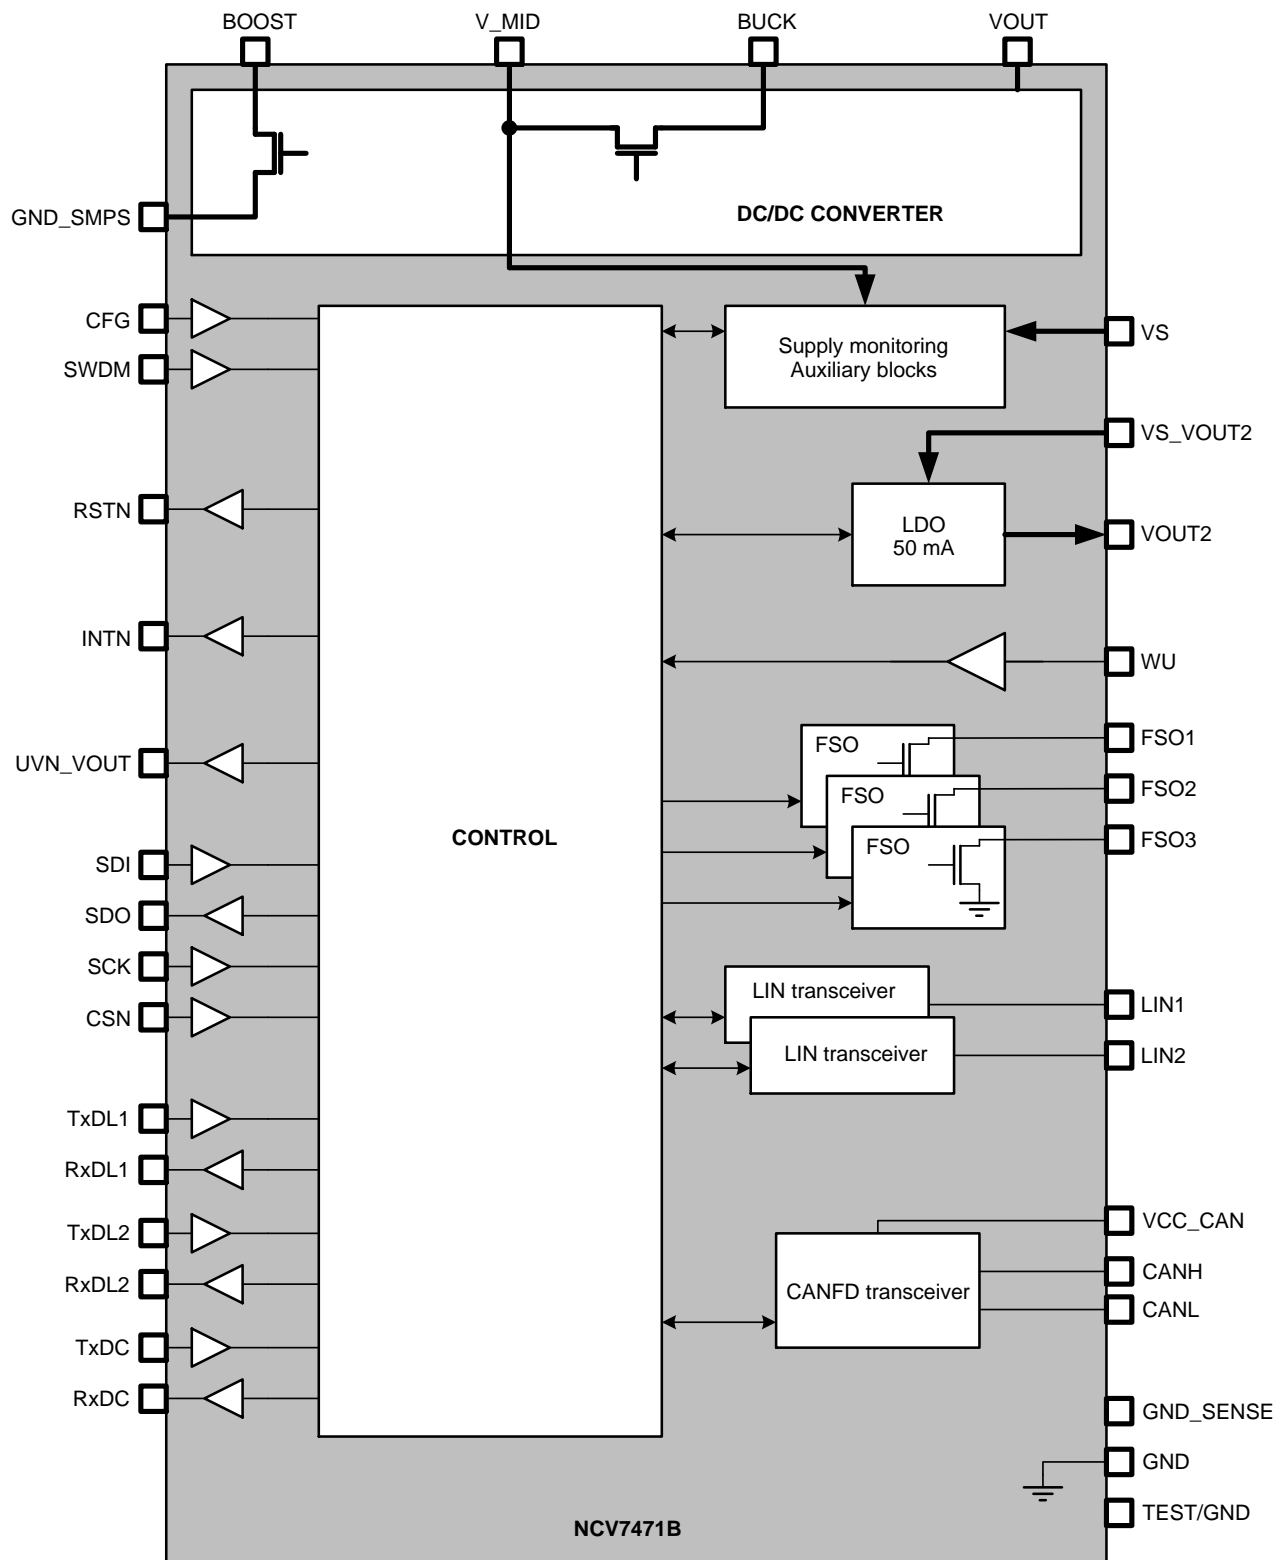 BOOST V_MID BUCK VOUT
GND_SMPS
DC/DC CONVERTER
CFG
SWDM
RSTN
INTN
UVN_VOUT
SDI
SDO
SCK
CSN
TxDL1
RxDL1
TxDL2
RxDL2
TxDC
RxDC
CONTROL
Supply monitoring
Auxiliary blocks
LDO
50 mA
FSO
FSO
FSO
LIN transceiver
LIN transceiver
CANFD transceiver
VS
VS_VOUT2
VOUT2
WU
FSO1
FSO2
FSO3
LIN1
LIN2
VCC_CAN
CANH
CANL
GND_SENSE
GND
TEST/GND
NCV7471B